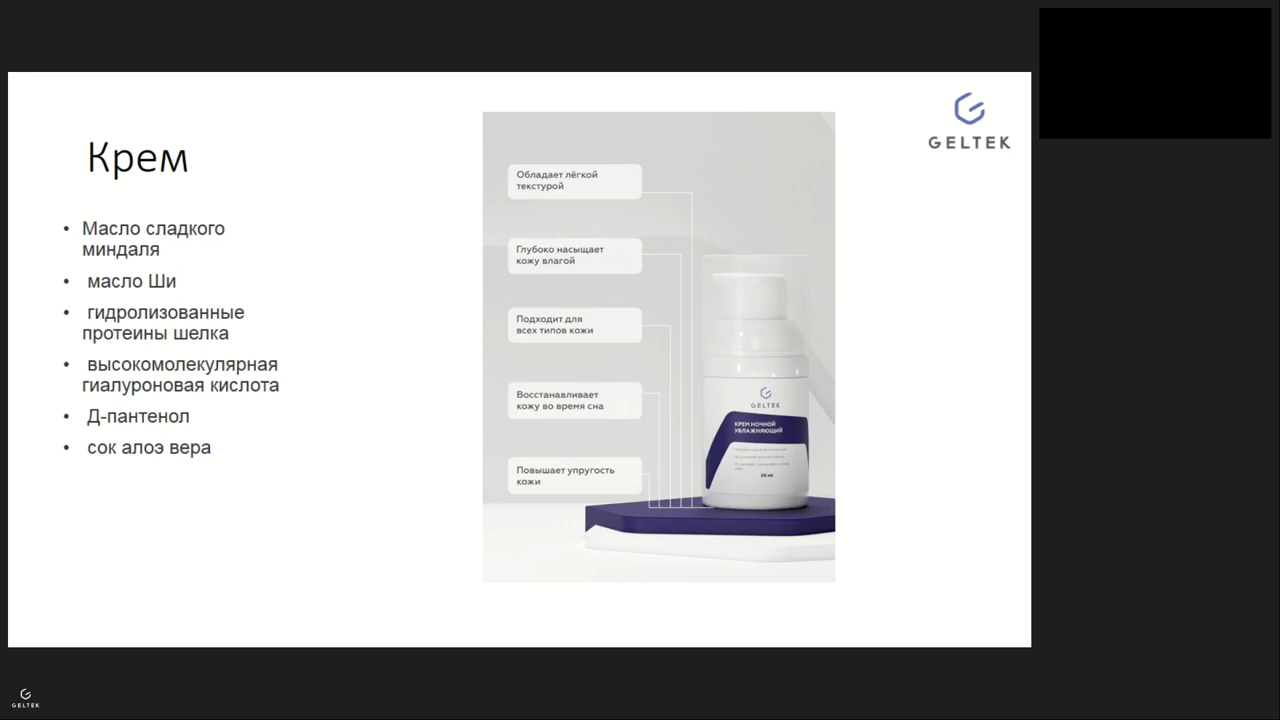 GELTEK
Крем
• Масло сладкого
миндаля
• масло Ши
• гидролизованные
протеины шелка
• высокомолекулярная
гиалуроновая кислота
• Д-пантенол
• сок алоэ вера
Обладает лёгкой
текстурой
Глубоко насыщает
кожу влагой
Подходит для
всех типов кожи
Восстанавливает
кожу во время сна
Повышает упругость
кожи
GELTEK
КРЕМ НОЧНОЙ
УВЛАЖНЯЮЩИЙ
GELTEK